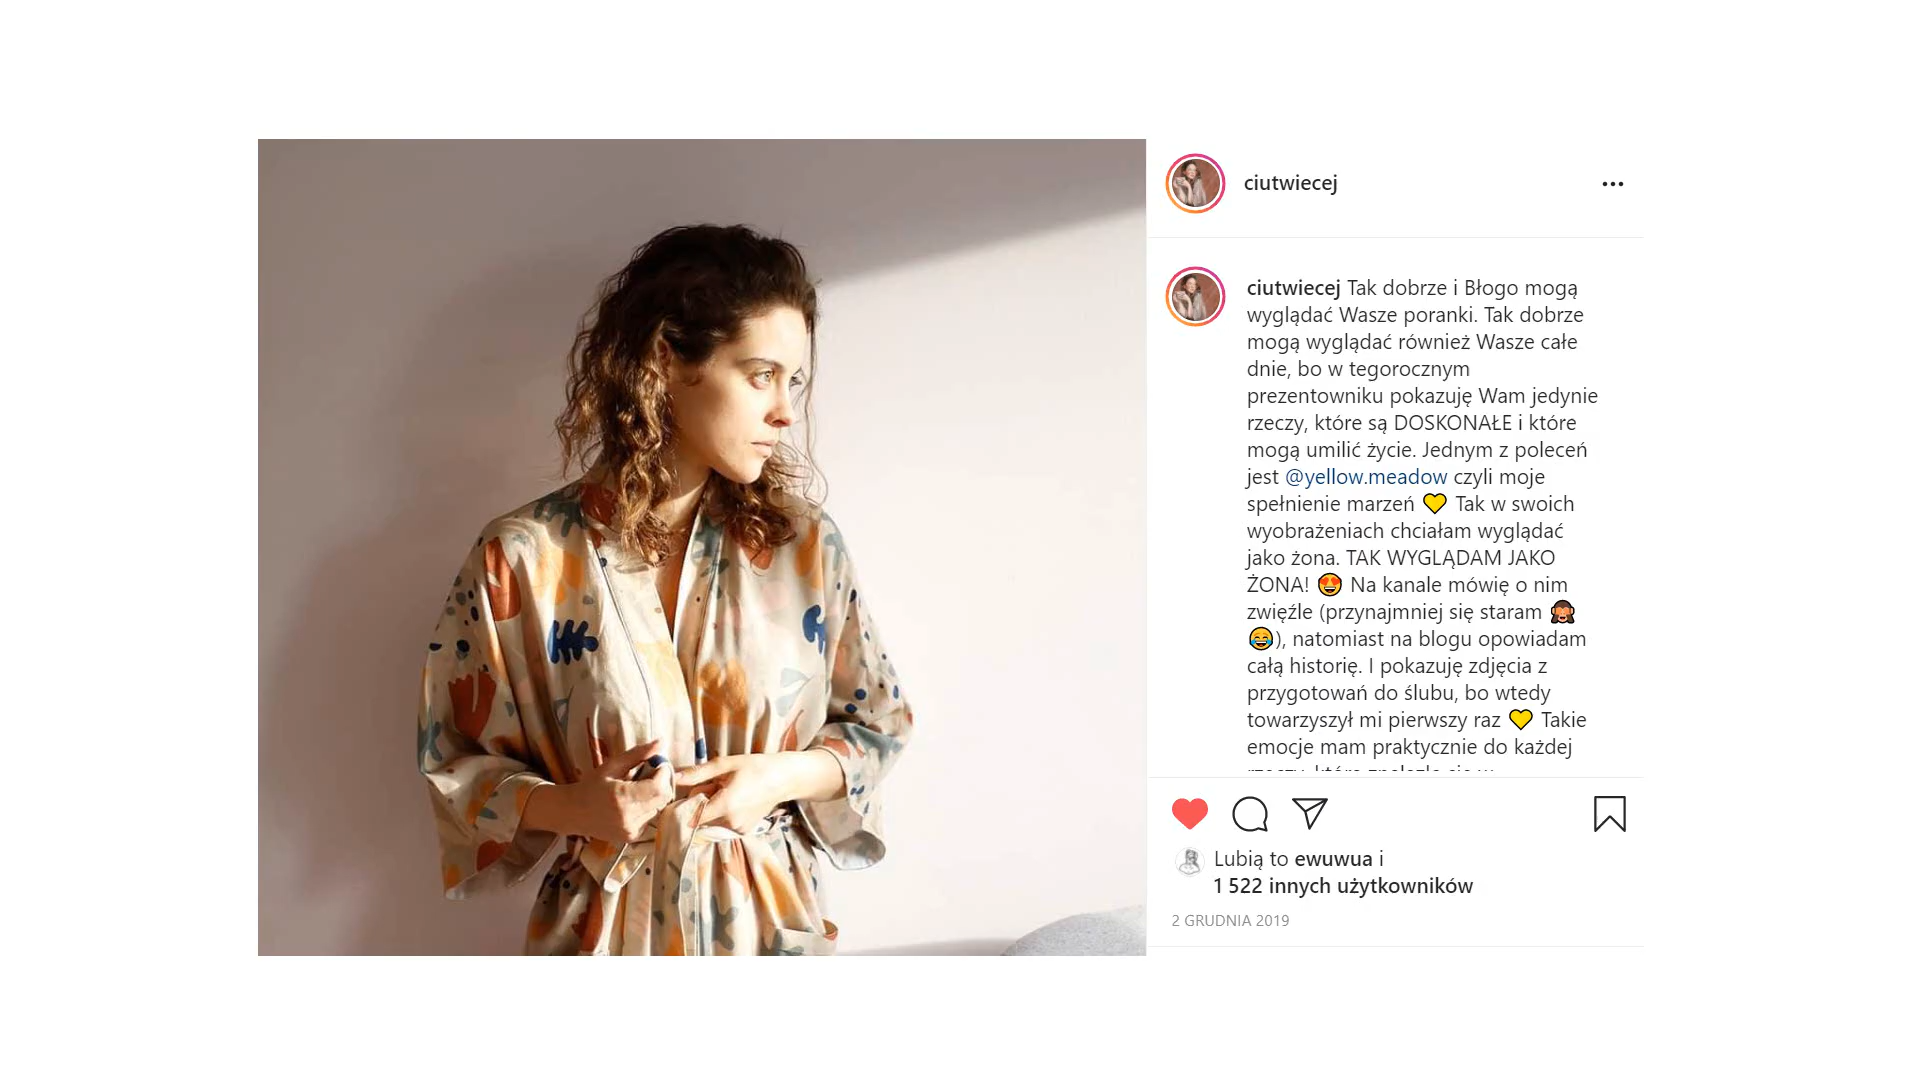 ciutwiecej
ciutwiecej Tak dobrze i Błogo mogą
wyglądać Wasze poranki. Tak dobrze
mogą wyglądać również Wasze całe
dnie, bo w tegorocznym
prezentowniku pokazuję Wam jedynie
rzeczy, które są DOSKONAŁE i które
mogą umilić życie. Jednym z poleceń
jest @yellow.meadow czyli moje
spełnienie marzeń 💛 Tak w swoich
wyobrażeniach chciałam wyglądać
jako żona. TAK WYGLĄDAM JAKO
ŻONA! 😍 Na kanale mówię o nim
zwięźle (przynajmniej się staram 🙈
😂), natomiast na blogu opowiadam
całą historię. I pokazuję zdjęcia z
przygotowań do ślubu, bo wtedy
towarzyszył mi pierwszy raz 💛 Takie
emocje mam praktycznie do każdej
Lubią to ewuwua i
1 522 innych użytkowników
2 GRUDNIA 2019